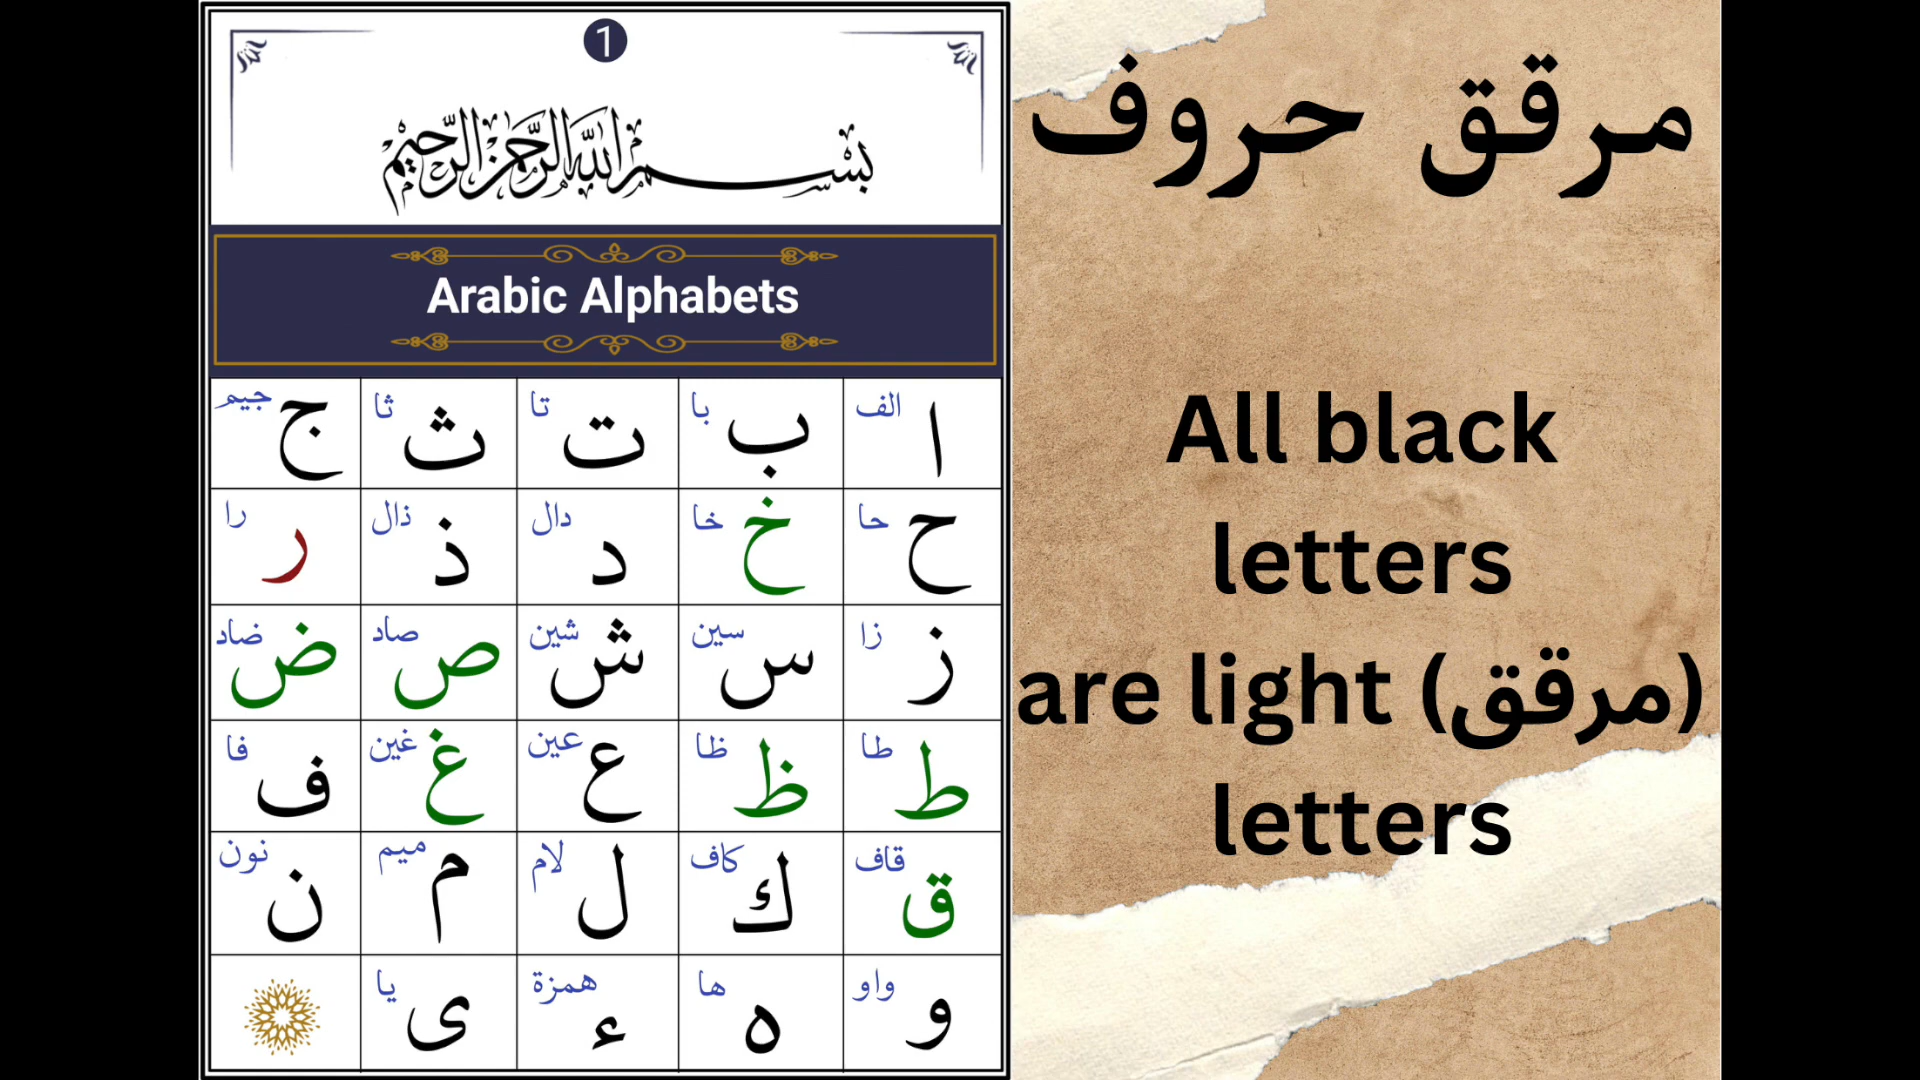 1
بسم الله الرحمن الرحيم
Arabic Alphabets
ا الف ب با ت تا ث ثا ج جيم
ح حا خ خا د دال ذ ذال ر را
ز زا س سين ش شين ص صاد ض ضاد
ط طا ظ ظا ع عين غ غين ف فا
ق قاف ك كاف ل لام م ميم ن نون
و واو ه ها ء همزة ى يا
مرقق حروف
All black
letters
are light (مرقق)
letters